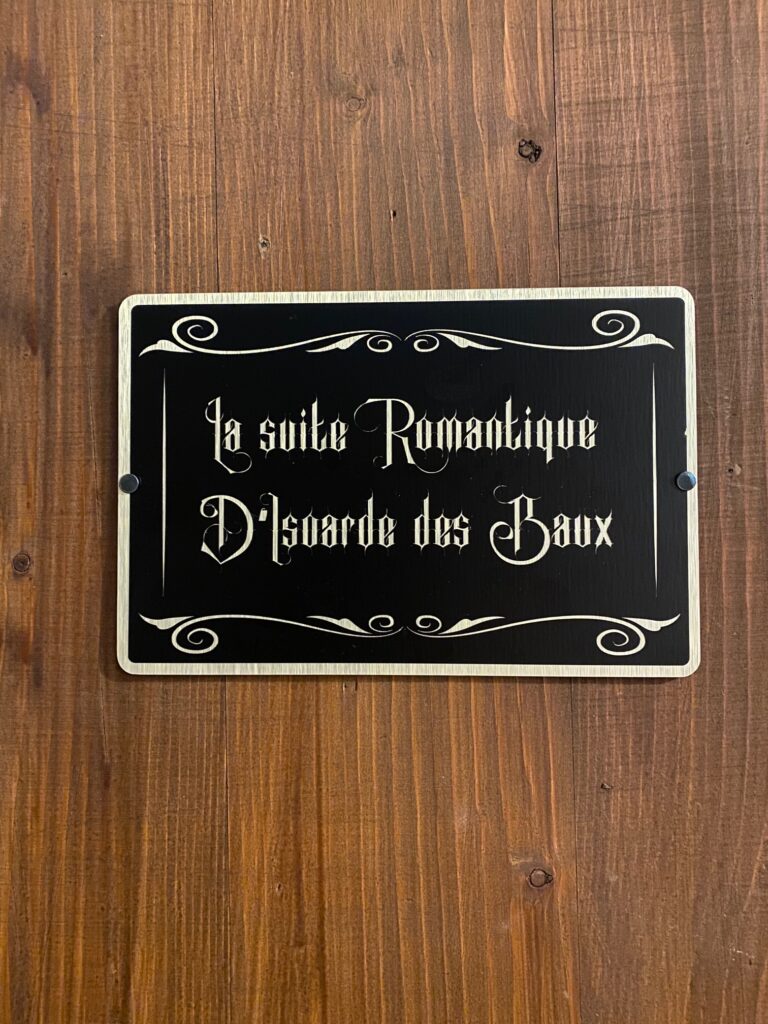 La suite Romantique
D'Isoarde des Baux